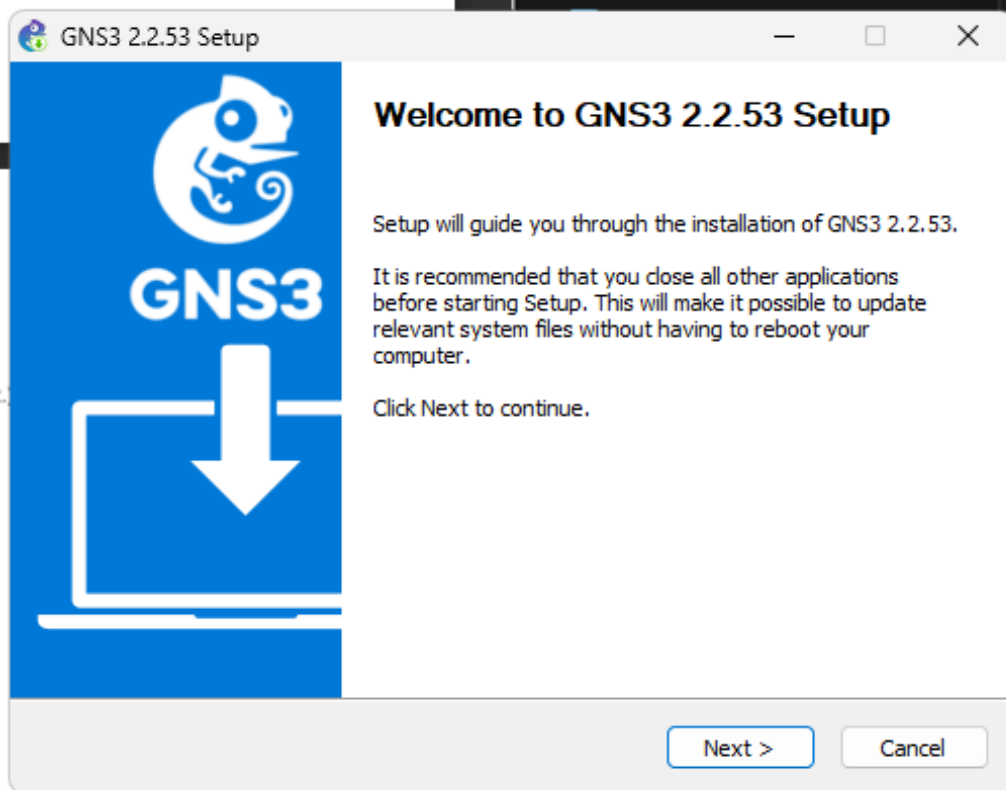 GNS3 2.2.53 Setup
Welcome to GNS3 2.2.53 Setup
GNS3
Setup will guide you through the installation of GNS3 2.2.53.
It is recommended that you close all other applications
before starting Setup. This will make it possible to update
relevant system files without having to reboot your
computer.
Click Next to continue.
Next >
Cancel